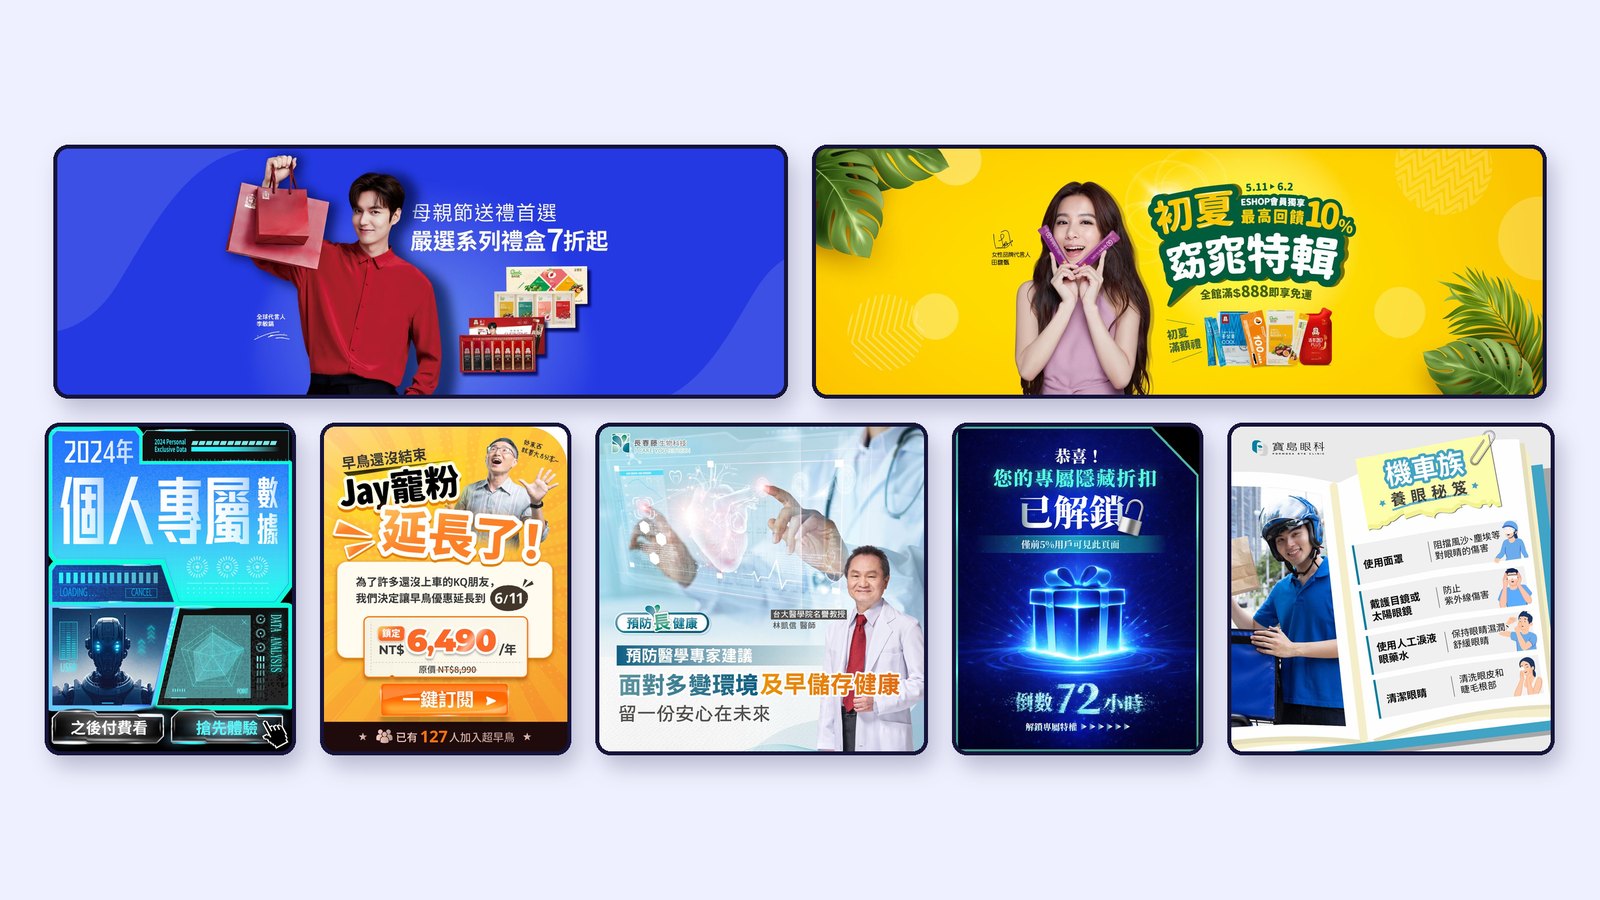 母親節送禮首選
嚴選系列禮盒7折起
全球代言人
李敏鎬
5.11▸6.2
初夏
ESHOP會員獨享
最高回饋10%
窈窕特輯
全館滿$888即享免運
女性品牌代言人
田馥甄
初夏
滿額禮
2024年
2024 Personal
Exclusive Data
個人專屬
數據
LOADING...
CANCEL
USER
DATA ANALYSIS
POINT
之後付費看
搶先體驗
早鳥還沒結束
Jay寵粉
延長了!
為了許多還沒上車的KQ朋友,
我們決定讓早鳥優惠延長到 6/11
鎖定
NT$6,490/年
原價 NT$8,990
一鍵訂閱
★ 已有127人加入超早鳥 ★
長春藤生物科技
預防長健康
台大醫學院名譽教授
林凱信 醫師
預防醫學專家建議
面對多變環境及早儲存健康
留一份安心在未來
恭喜!
您的專屬隱藏折扣
已解鎖
僅前5%用戶可見此頁面
倒數72小時
解鎖專屬特權
寶島眼科
機車族
養眼秘笈
使用面罩
阻擋風沙、塵埃等
對眼睛的傷害
戴護目鏡或
太陽眼鏡
防止
紫外線傷害
使用人工淚液
眼藥水
保持眼睛濕潤、
舒緩眼睛
清潔眼睛
清洗眼皮和
睫毛根部